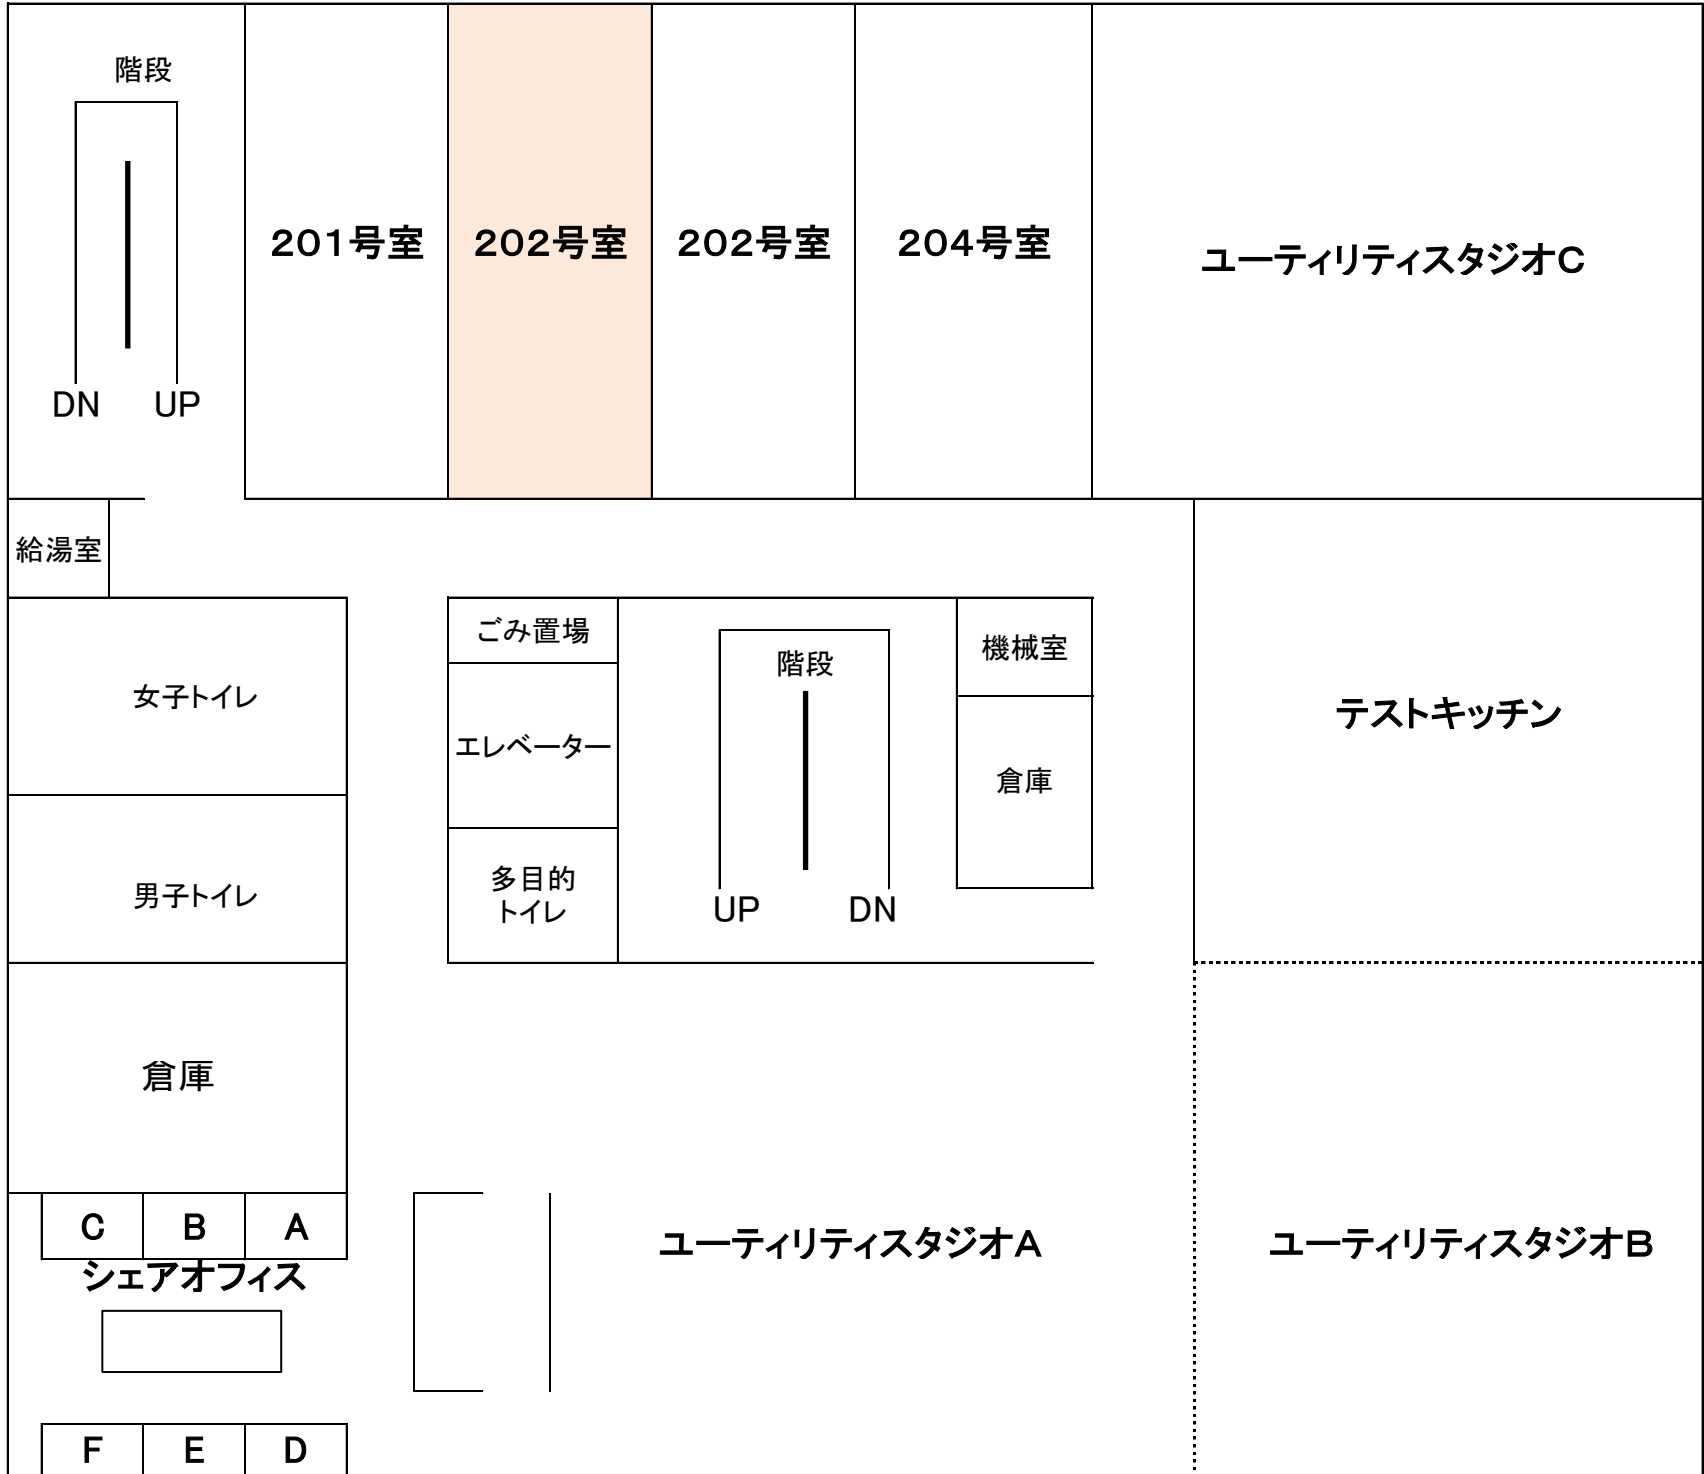 階段
DN UP
201号室
202号室
202号室
204号室
ユーティリティスタジオC
給湯室
女子トイレ
男子トイレ
倉庫
ごみ置場
エレベーター
多目的
トイレ
階段
UP DN
機械室
倉庫
テストキッチン
C B A
シェアオフィス
F E D
ユーティリティスタジオA
ユーティリティスタジオB